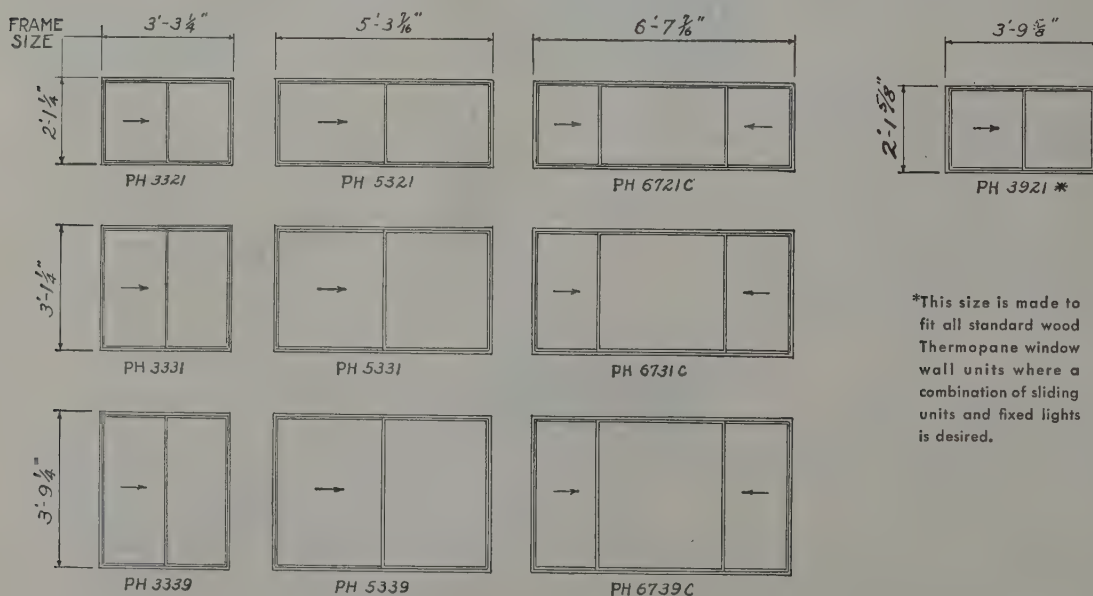 FRAME
SIZE
3'-3 1/4"
5'-3 7/16"
6'-7 7/16"
3'-9 5/8"
2'-1 1/4"
2'-1 5/8"
PH 3321
PH 5321
PH 6721C
PH 3921 *
3'-1 1/4"
PH 3331
PH 5331
PH 6731C
*This size is made to
fit all standard wood
Thermopane window
wall units where a
combination of sliding
units and fixed lights
is desired.
3'-9 1/4"
PH 3339
PH 5339
PH 6739C